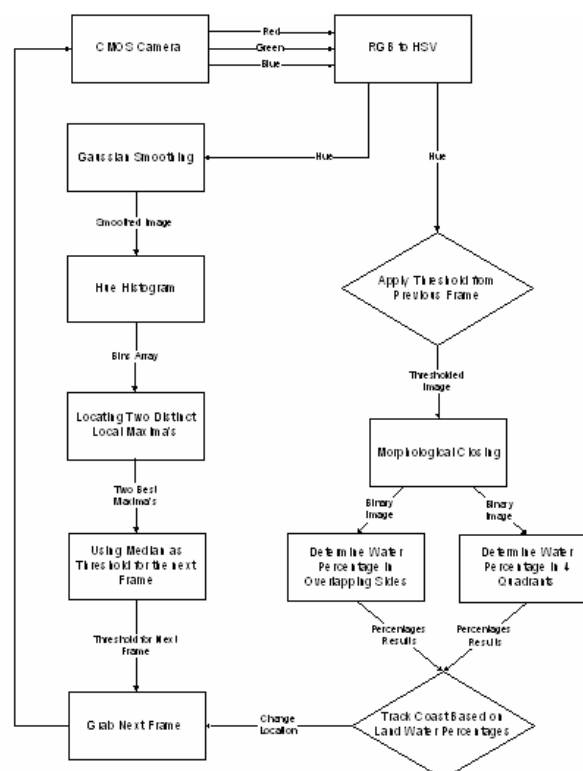 Red
CMOS Camera
Green
RGB to HSV
Blue
Gaussian Smoothing
Hue
Hue
Smoothed Image
Hue Histogram
Apply Threshold from
Previous Frame
Bins Array
Thresholded
Image
Locating Two Distinct
Local Maxima's
Morphological Closing
Two Best
Maxima's
Binary
Image
Binary
Image
Using Median as
Threshold for the next
Frame
Determine Water
Percentage in
Overlapping Sides
Determine Water
Percentage in 4
Quadrants
Threshold for Next
Frame
Percentages
Results
Percentages
Results
Grab Next Frame
Change
Location
Track Coast Based on
Land Water Percentages